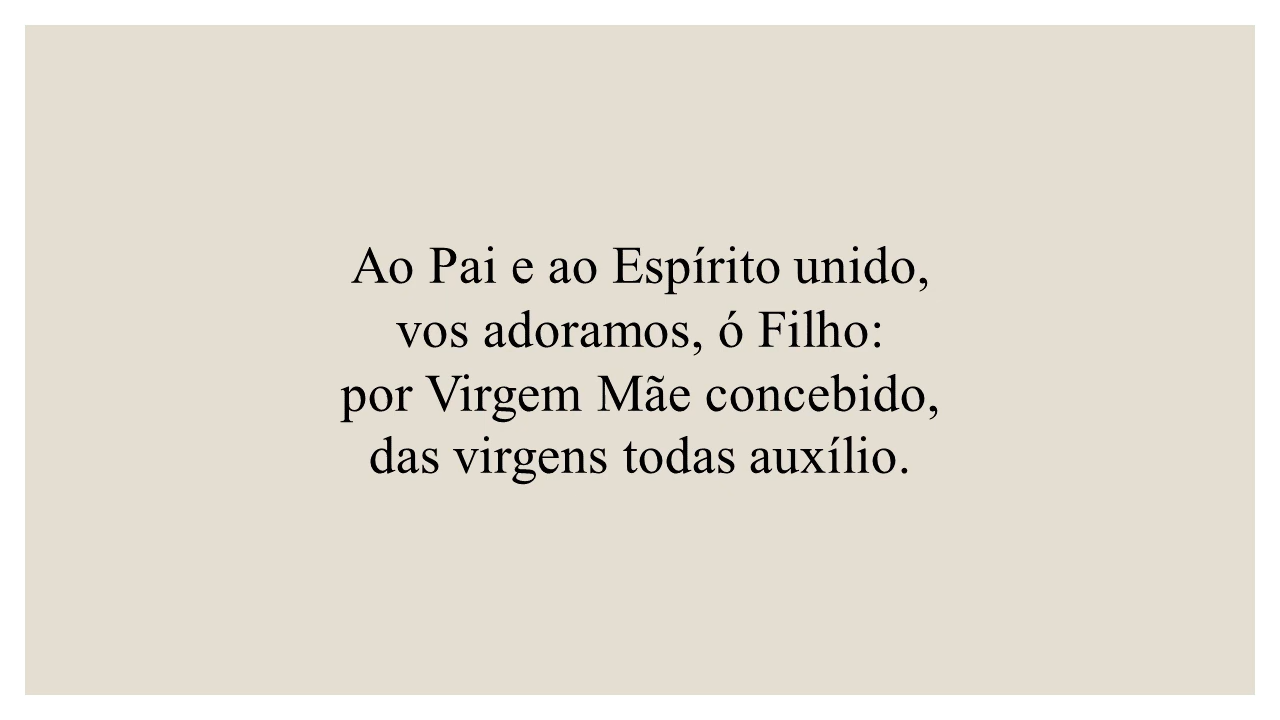 Ao Pai e ao Espírito unido,
vos adoramos, ó Filho:
por Virgem Mãe concebido,
das virgens todas auxílio.